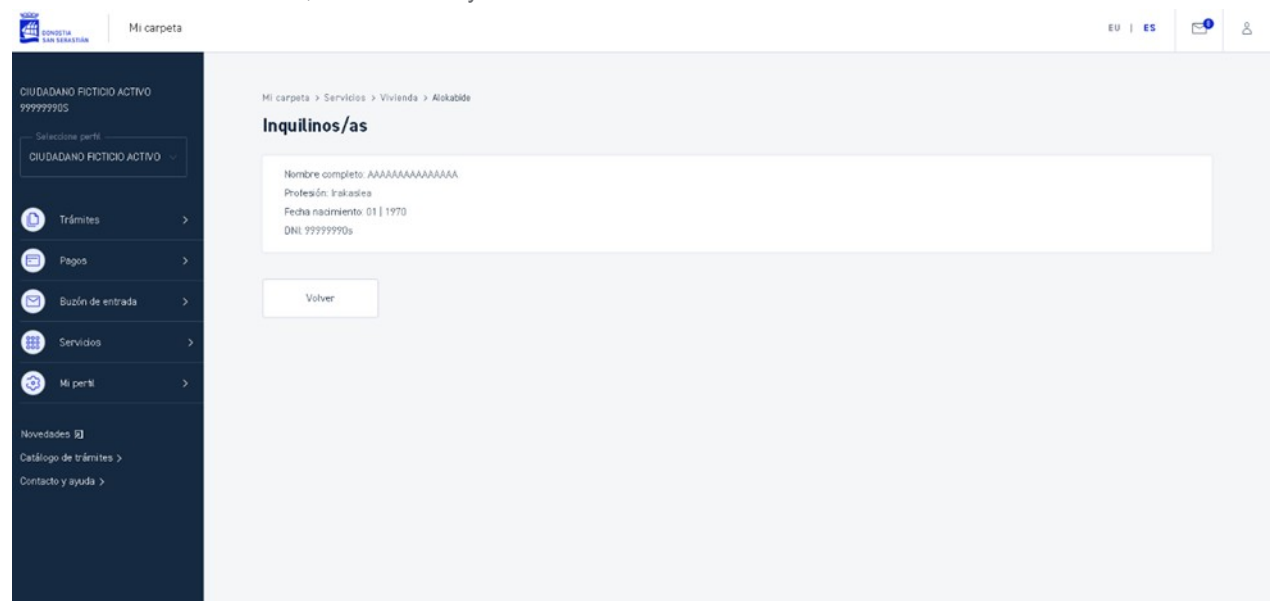 DONOSTIA
SAN SEBASTIÁN
Mi carpeta
EU | ES
0
CIUDADANO FICTICIO ACTIVO
99999990S
Seleccione perfil
CIUDADANO FICTICIO ACTIVO
Trámites
Pagos
Buzón de entrada
Servicios
Mi perfil
Novedades
Catálogo de trámites >
Contacto y ayuda >
Mi carpeta > Servicios > Vivienda > Alokabide
Inquilinos/as
Nombre completo: AAAAAAAAAAAAAA
Profesión: Irakaslea
Fecha nacimiento: 01 | 1970
DNI: 99999990s
Volver